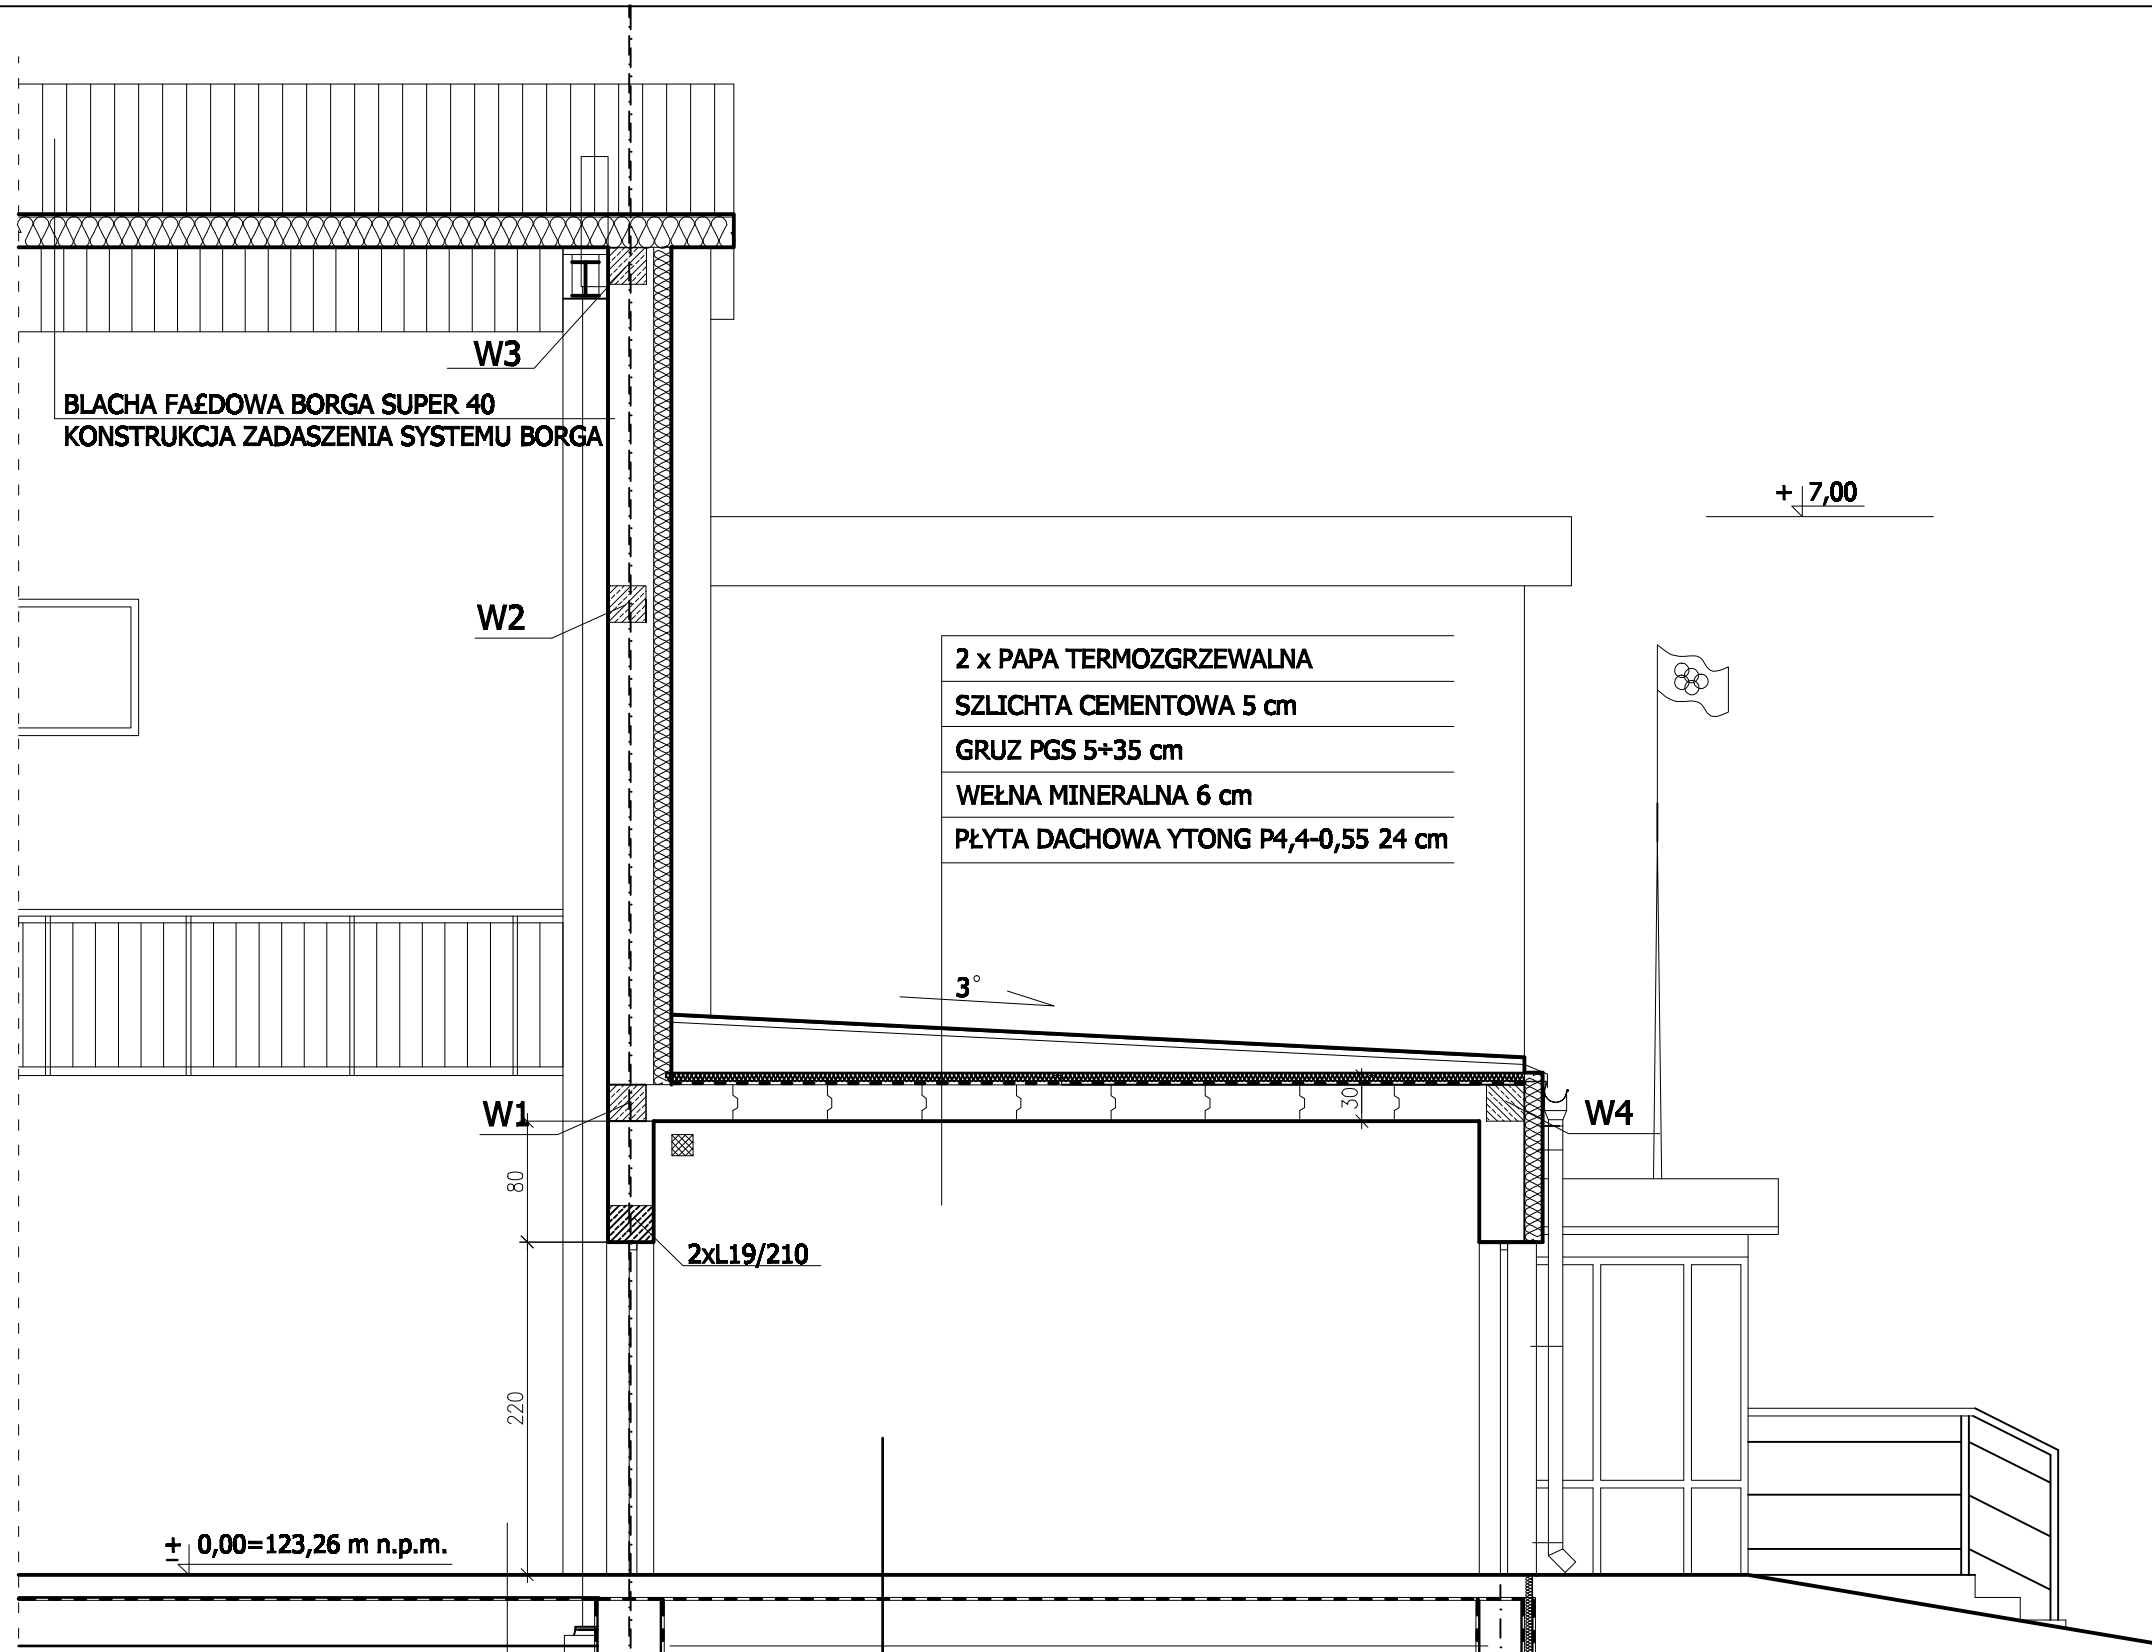 W3
BLACHA FA£DOWA BORGA SUPER 40
KONSTRUKCJA ZADASZENIA SYSTEMU BORGA
+ 7,00
W2
2 x PAPA TERMOZGRZEWALNA
SZLICHTA CEMENTOWA 5 cm
GRUZ PGS 5÷35 cm
WEŁNA MINERALNA 6 cm
PŁYTA DACHOWA YTONG P4,4-0,55 24 cm
3°
W1
30
W4
80
2xL19/210
220
± 0,00=123,26 m n.p.m.